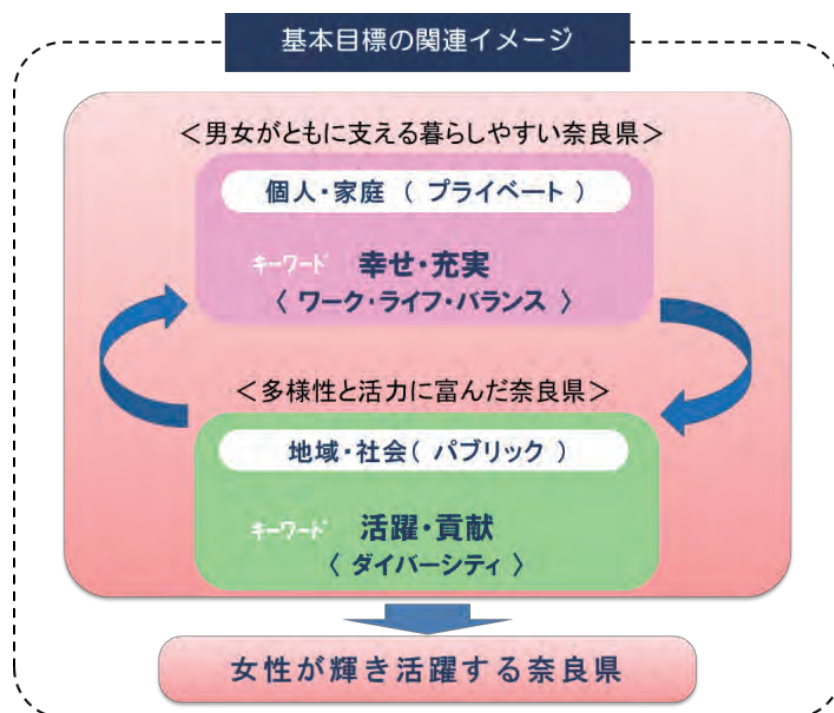 基本目標の関連イメージ
＜男女がともに支える暮らしやすい奈良県＞
個人・家庭 （ プライベート ）
キーワード 幸せ・充実
〈 ワーク・ライフ・バランス 〉
＜多様性と活力に富んだ奈良県＞
地域・社会（ パブリック ）
キーワード 活躍・貢献
〈 ダイバーシティ 〉
女性が輝き活躍する奈良県